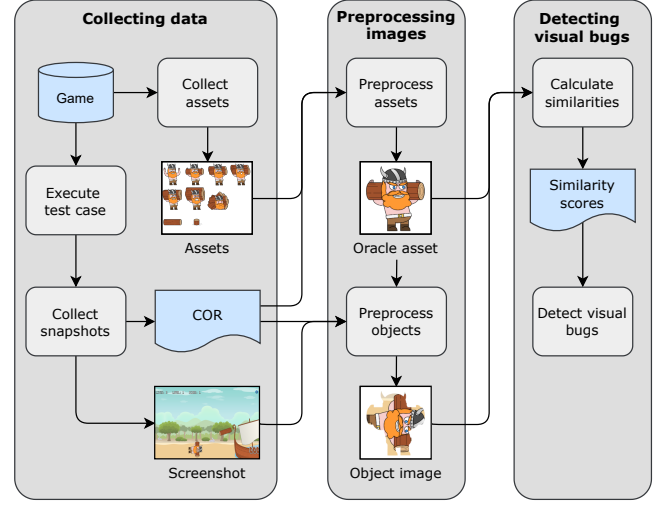 Collecting data
Game
Collect
assets
Execute
test case
Assets
Collect
snapshots
COR
Screenshot
Preprocessing
images
Preprocess
assets
Oracle asset
Preprocess
objects
Object image
Detecting
visual bugs
Calculate
similarities
Similarity
scores
Detect visual
bugs